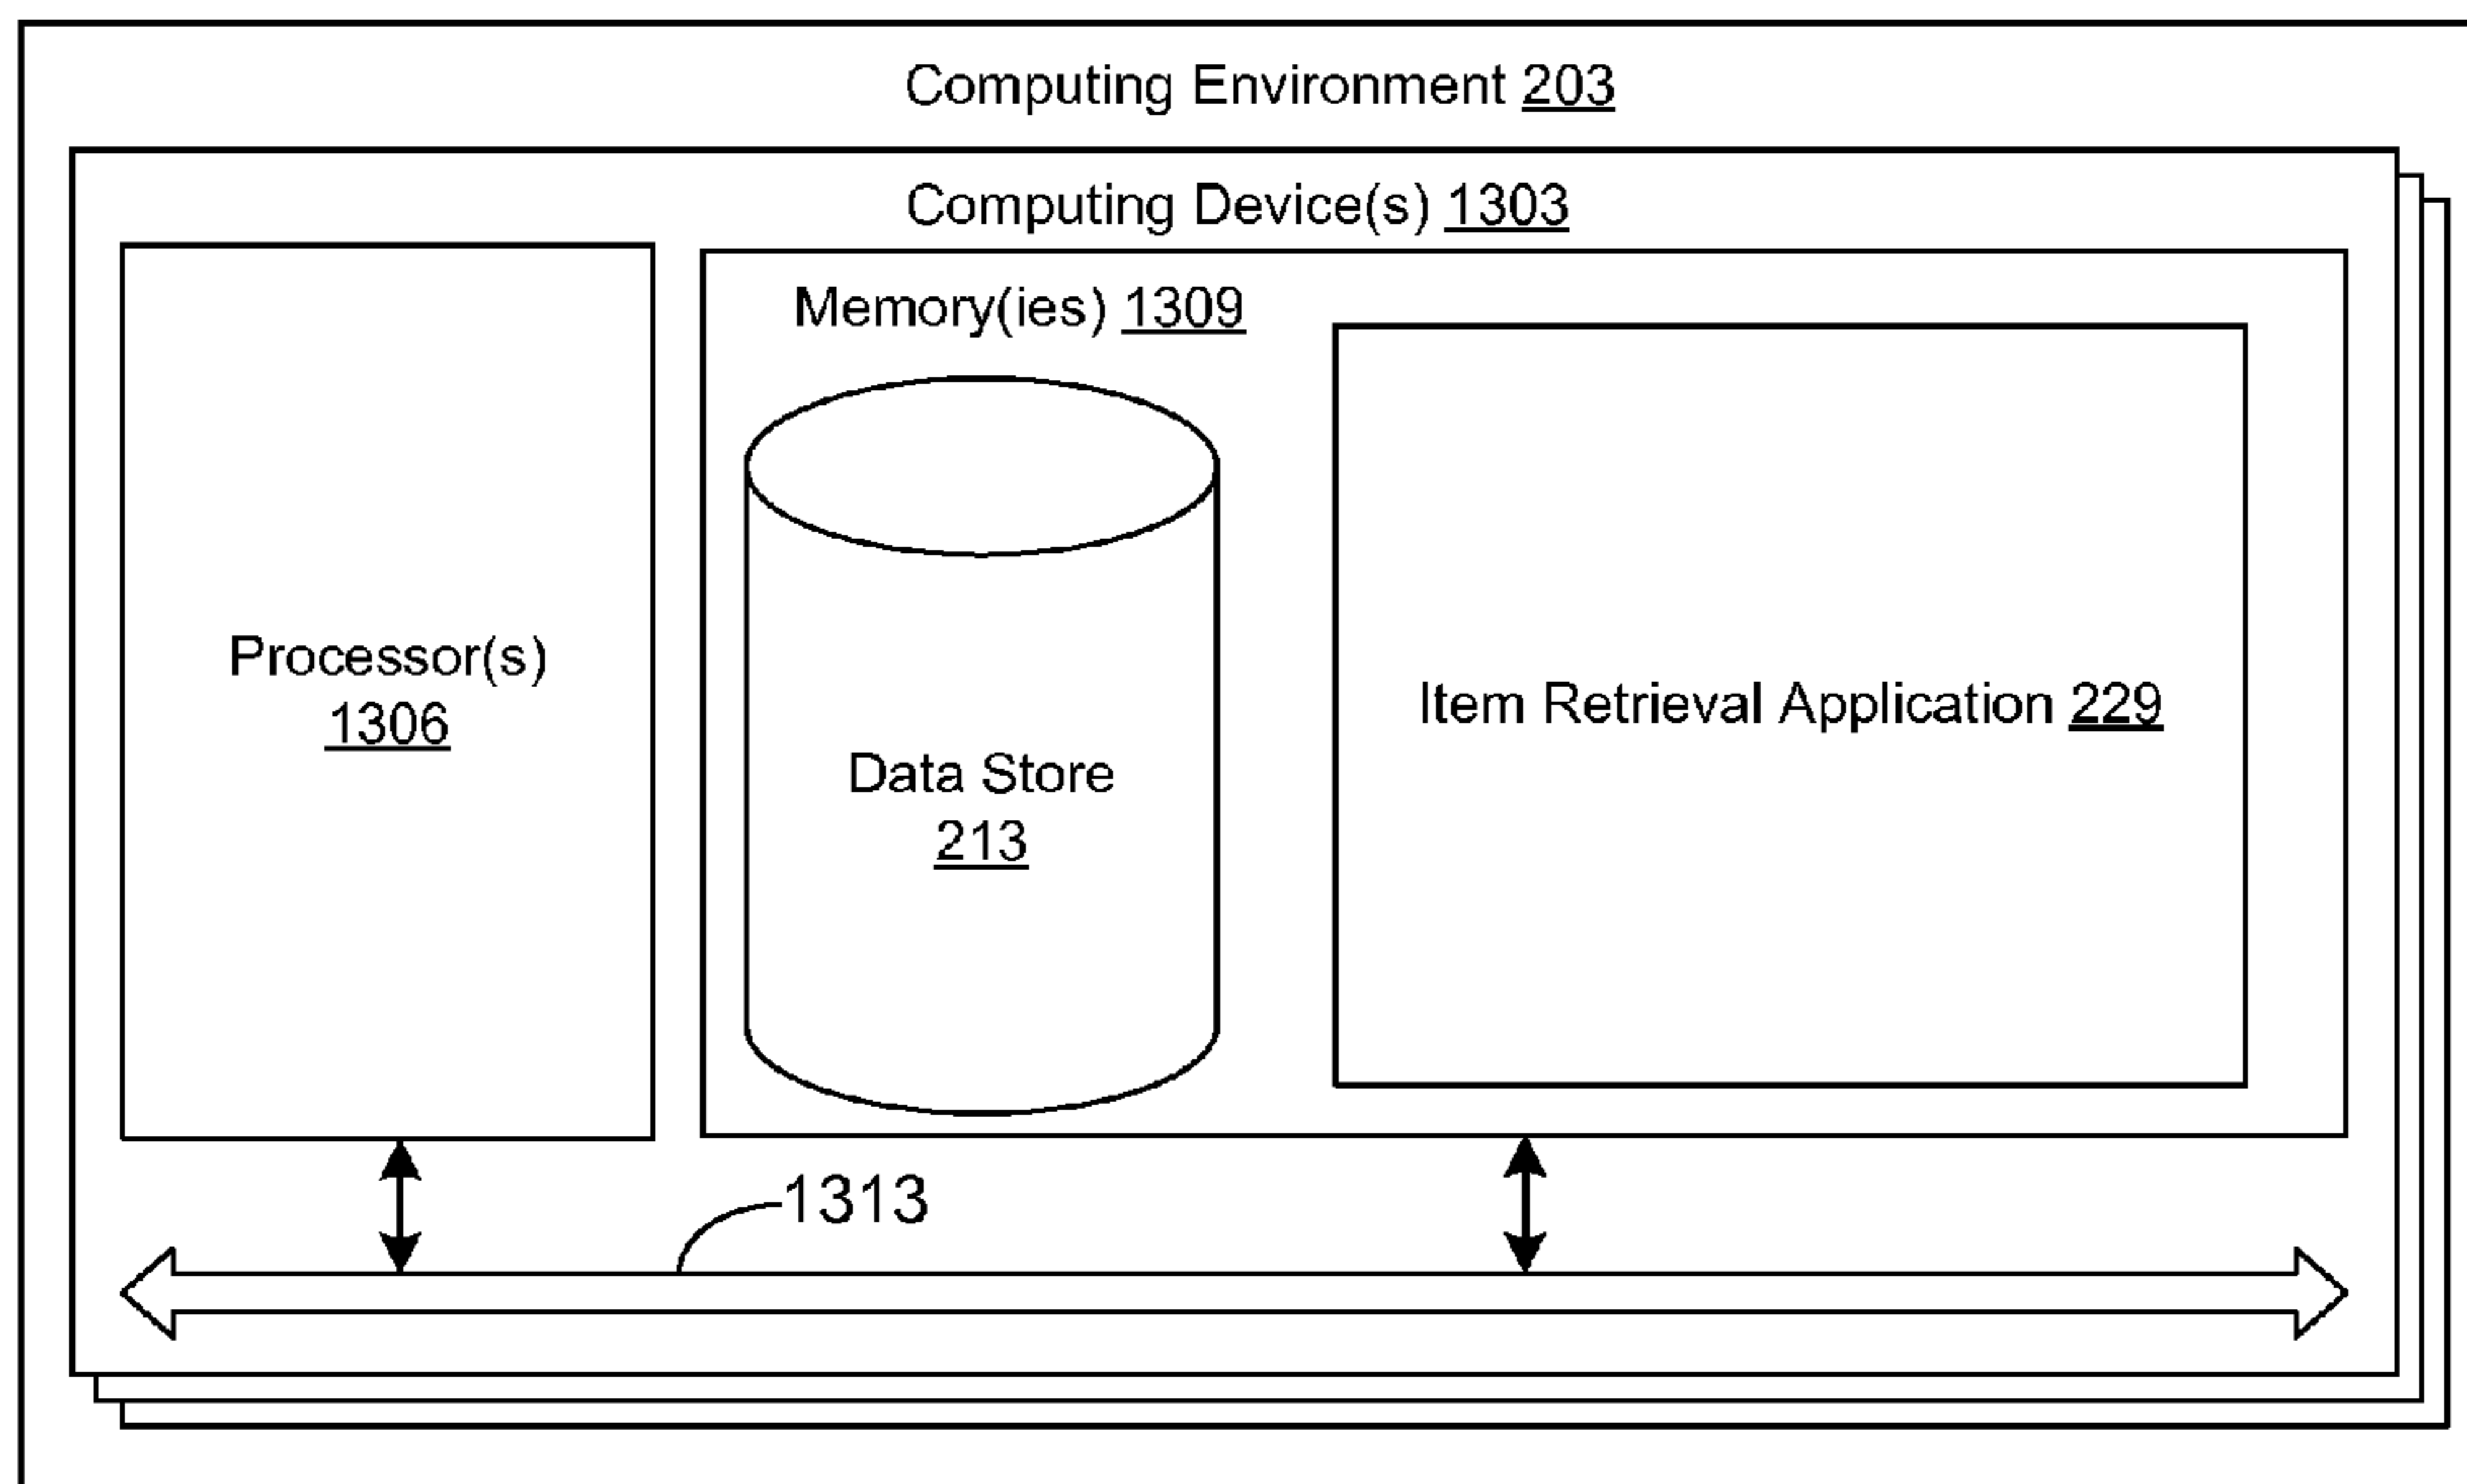 Computing Environment 203
Computing Device(s) 1303
Memory(ies) 1309
Processor(s)
1306
Data Store
213
Item Retrieval Application 229
1313